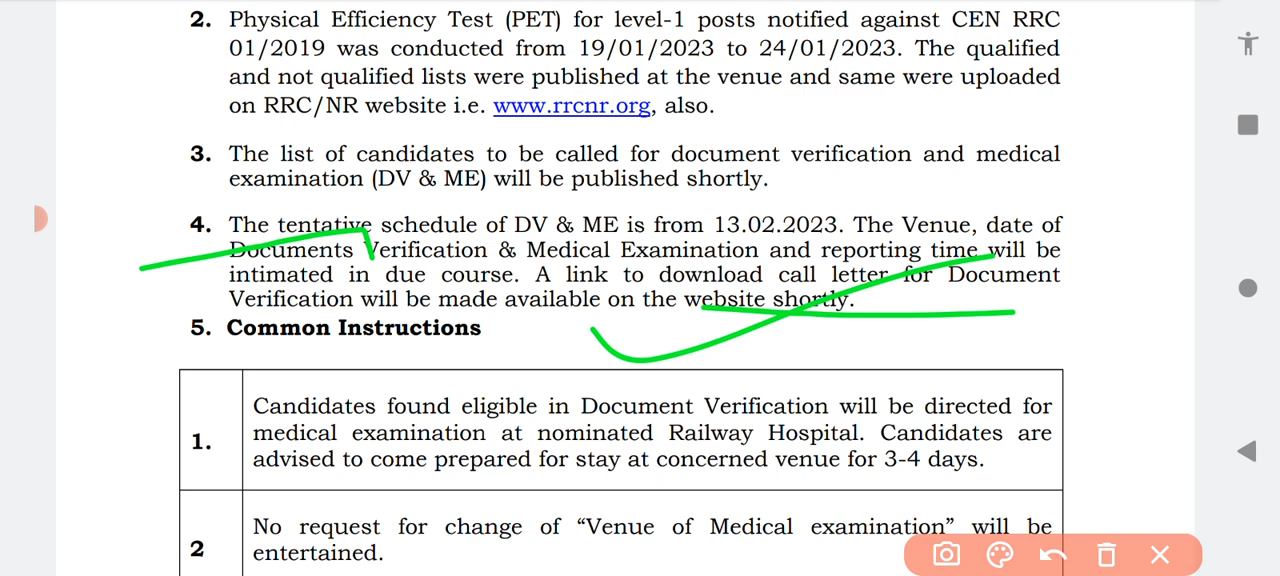 2. Physical Efficiency Test (PET) for level-1 posts notified against CEN RRC
01/2019 was conducted from 19/01/2023 to 24/01/2023. The qualified
and not qualified lists were published at the venue and same were uploaded
on RRC/NR website i.e. www.rrcnr.org, also.
3. The list of candidates to be called for document verification and medical
examination (DV & ME) will be published shortly.
4. The tentative schedule of DV & ME is from 13.02.2023. The Venue, date of
Documents Verification & Medical Examination and reporting time will be
intimated in due course. A link to download call letter for Document
Verification will be made available on the website shortly.
5. Common Instructions
1. Candidates found eligible in Document Verification will be directed for
medical examination at nominated Railway Hospital. Candidates are
advised to come prepared for stay at concerned venue for 3-4 days.
2 No request for change of “Venue of Medical examination” will be
entertained.